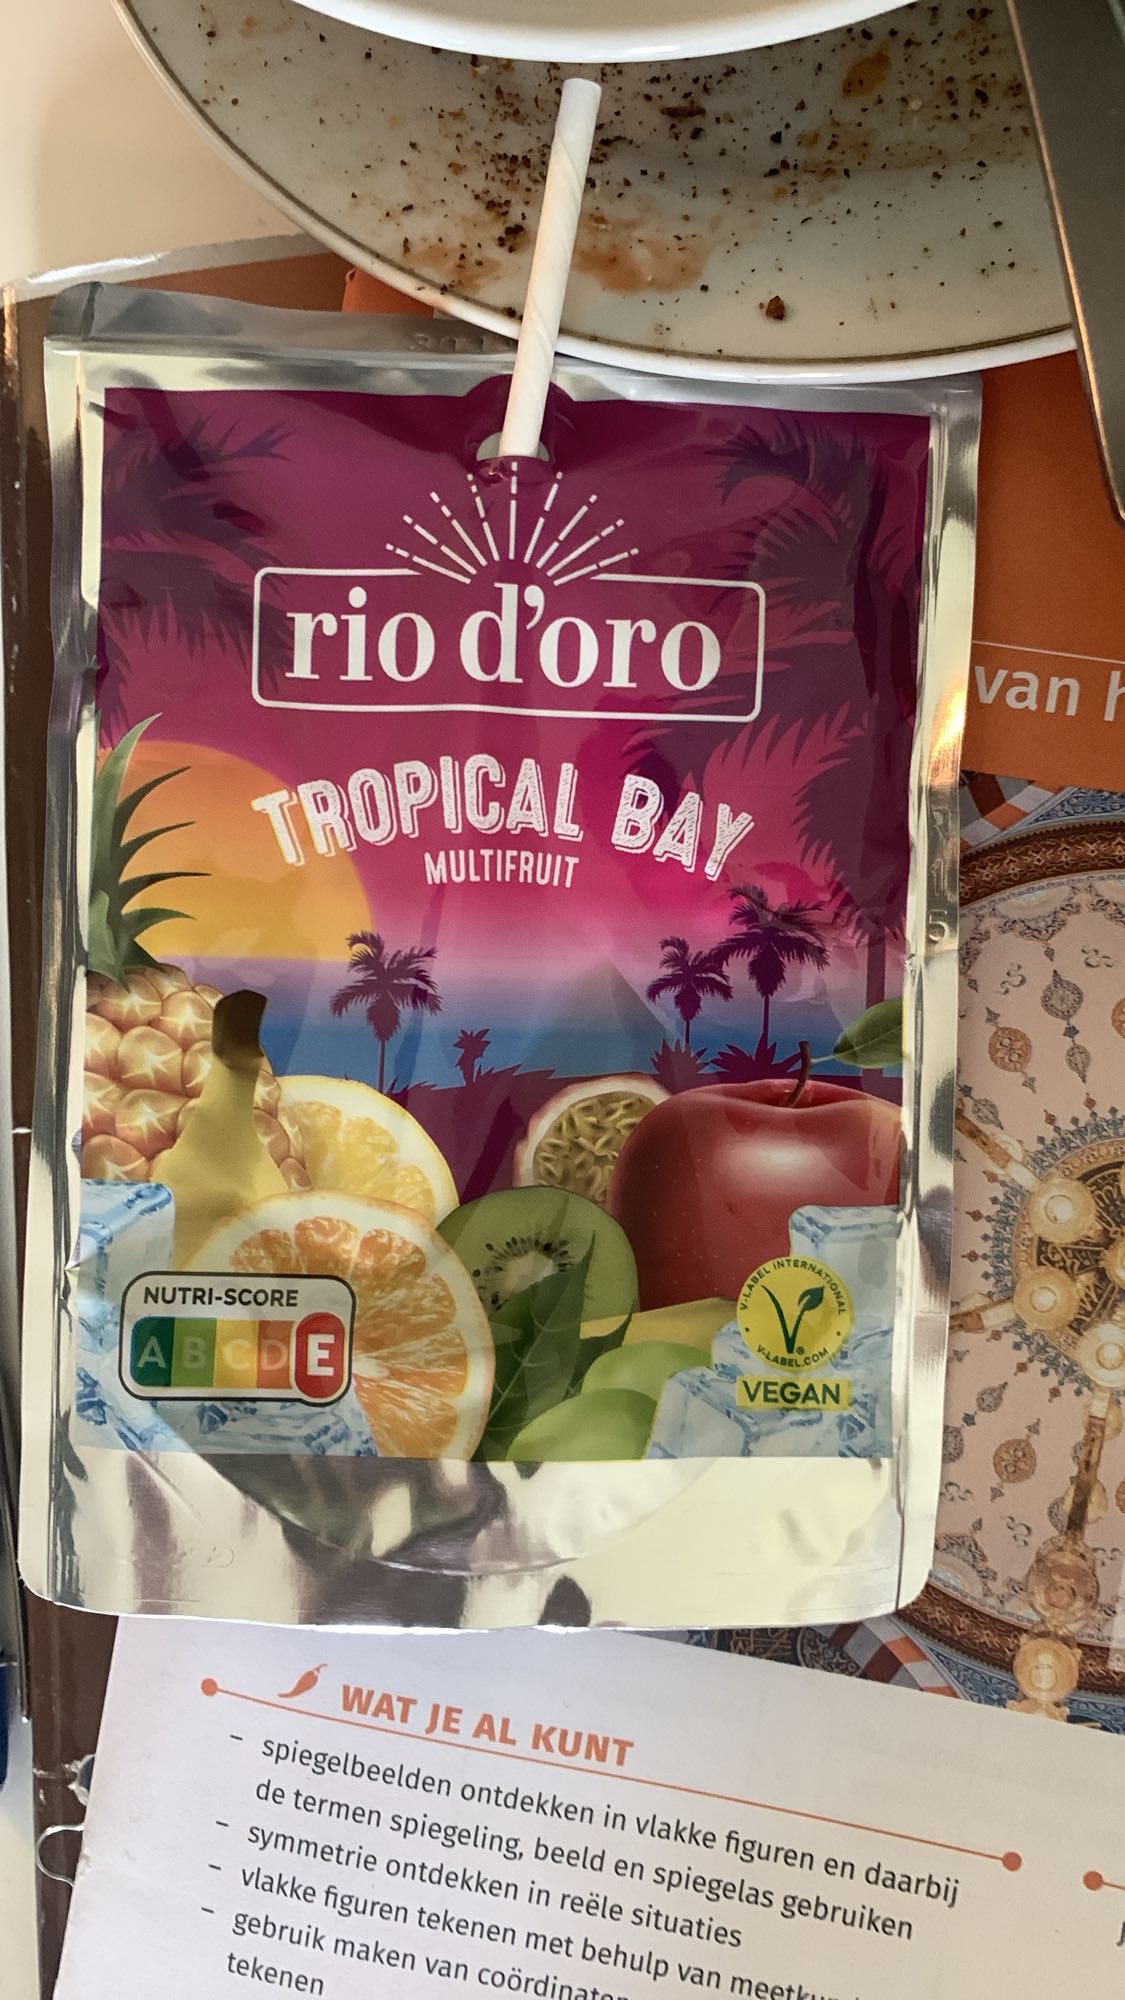 van h
rio d'oro
TROPICAL BAY
MULTIFRUIT
NUTRI-SCORE
A B C D E
V-LABEL INTERNATIONAL
V-LABEL.COM
VEGAN
WAT JE AL KUNT
- spiegelbeelden ontdekken in vlakke figuren en daarbij
de termen spiegeling, beeld en spiegelas gebruiken
- symmetrie ontdekken in reële situaties
- vlakke figuren tekenen met behulp van
- gebruik maken van
tekenen